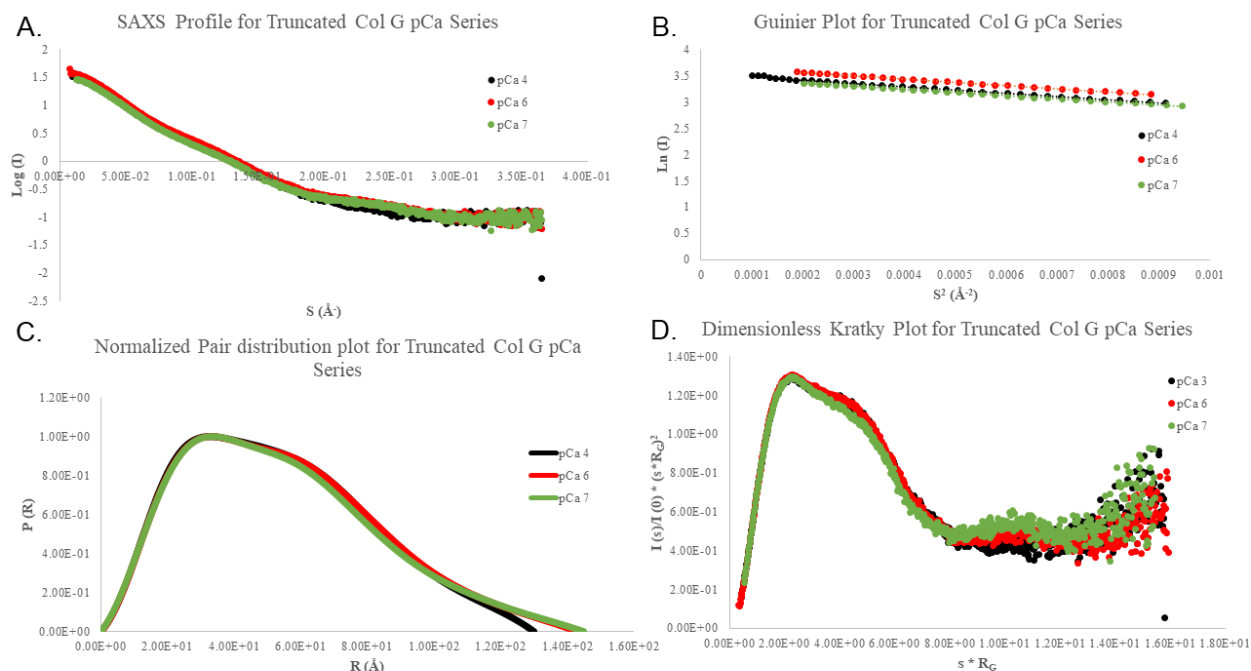 A.
SAXS Profile for Truncated Col G pCa Series
2
1.5
1
0.5
0
-0.5
-1
-1.5
-2
-2.5
0.00E+00 5.00E-02 1.00E-01 1.50E-01 2.00E-01 2.50E-01 3.00E-01 3.50E-01 4.00E-01
Log (I)
S (Å-)
pCa 4
pCa 6
pCa 7
B.
Guinier Plot for Truncated Col G pCa Series
4
3.5
3
2.5
2
1.5
1
0.5
0
0 0.0001 0.0002 0.0003 0.0004 0.0005 0.0006 0.0007 0.0008 0.0009 0.001
Ln (I)
S² (Å-²)
pCa 4
pCa 6
pCa 7
C.
Normalized Pair distribution plot for Truncated Col G pCa
Series
1.20E+00
1.00E+00
8.00E-01
6.00E-01
4.00E-01
2.00E-01
0.00E+00
0.00E+00 2.00E+01 4.00E+01 6.00E+01 8.00E+01 1.00E+02 1.20E+02 1.40E+02 1.60E+02
P (R)
R (Å)
pCa 4
pCa 6
pCa 7
D.
Dimensionless Kratky Plot for Truncated Col G pCa Series
1.40E+00
1.20E+00
1.00E+00
8.00E-01
6.00E-01
4.00E-01
2.00E-01
0.00E+00
0.00E+00 2.00E+00 4.00E+00 6.00E+00 8.00E+00 1.00E+01 1.20E+01 1.40E+01 1.60E+01 1.80E+01
I (s)/I (0) * (s*RG)²
s * RG
pCa 3
pCa 6
pCa 7